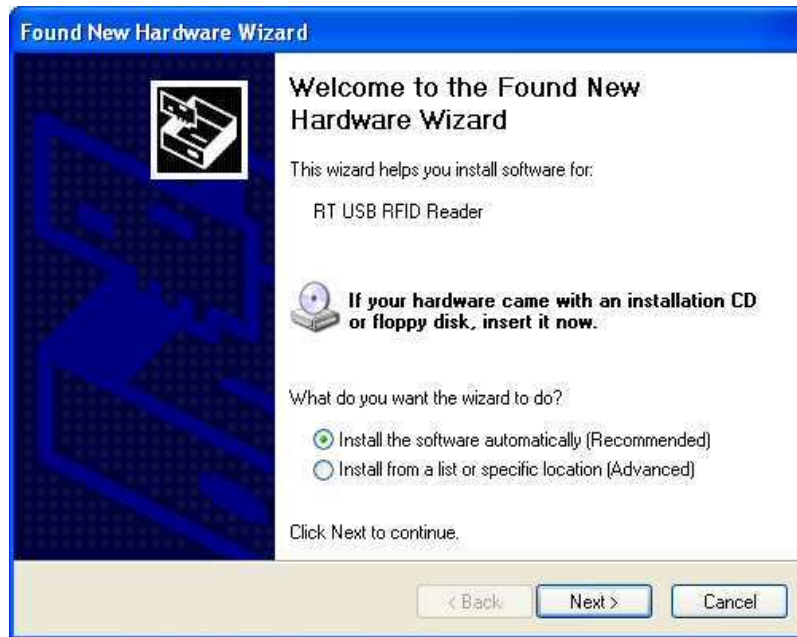 Found New Hardware Wizard
Welcome to the Found New
Hardware Wizard
This wizard helps you install software for:
RT USB RFID Reader
If your hardware came with an installation CD
or floppy disk, insert it now.
What do you want the wizard to do?
Install the software automatically (Recommended)
Install from a list or specific location (Advanced)
Click Next to continue.
< Back Next > Cancel